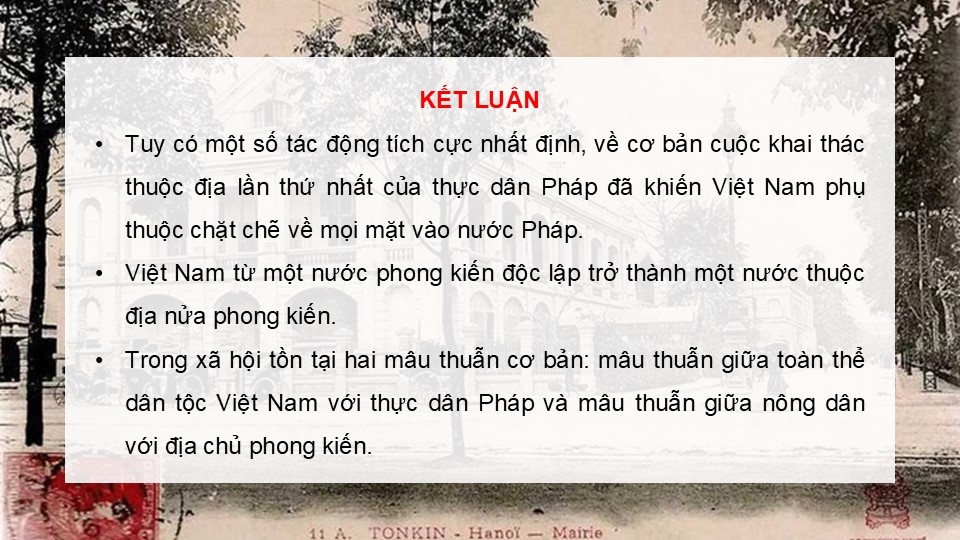 KẾT LUẬN
• Tuy có một số tác động tích cực nhất định, về cơ bản cuộc khai thác
thuộc địa lần thứ nhất của thực dân Pháp đã khiến Việt Nam phụ
thuộc chặt chẽ về mọi mặt vào nước Pháp.
• Việt Nam từ một nước phong kiến độc lập trở thành một nước thuộc
địa nửa phong kiến.
• Trong xã hội tồn tại hai mâu thuẫn cơ bản: mâu thuẫn giữa toàn thể
dân tộc Việt Nam với thực dân Pháp và mâu thuẫn giữa nông dân
với địa chủ phong kiến.
11 A. TONKIN - Hanoï — Mairie